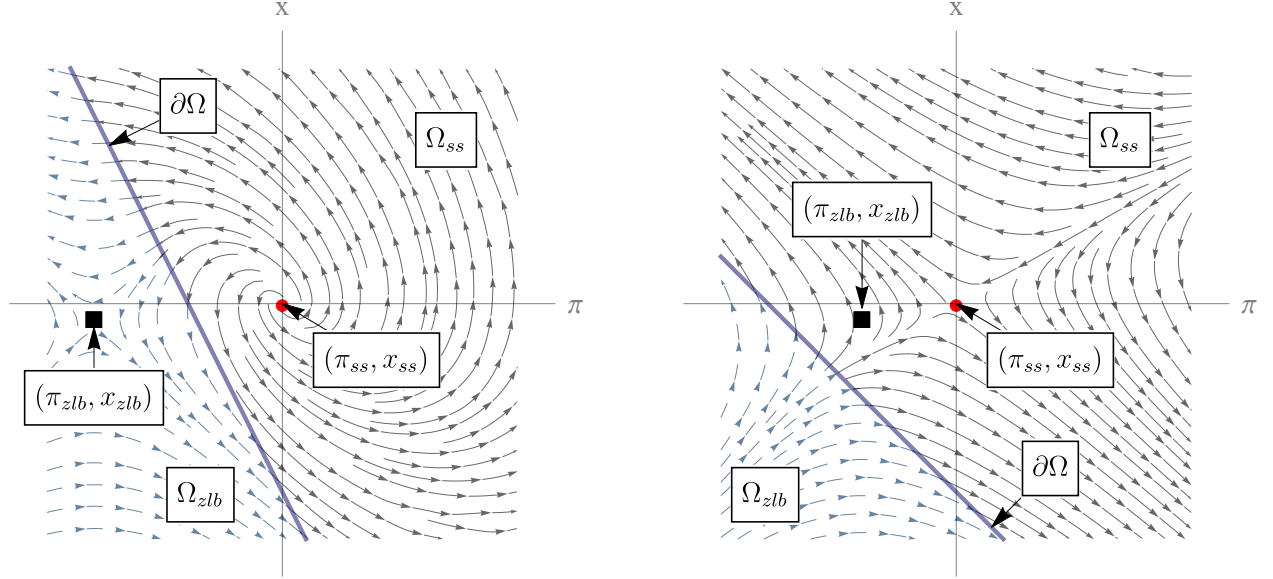 x
∂Ω
Ω_ss
π
(π_ss, x_ss)
(π_zlb, x_zlb)
Ω_zlb
x
Ω_ss
(π_zlb, x_zlb)
π
(π_ss, x_ss)
∂Ω
Ω_zlb